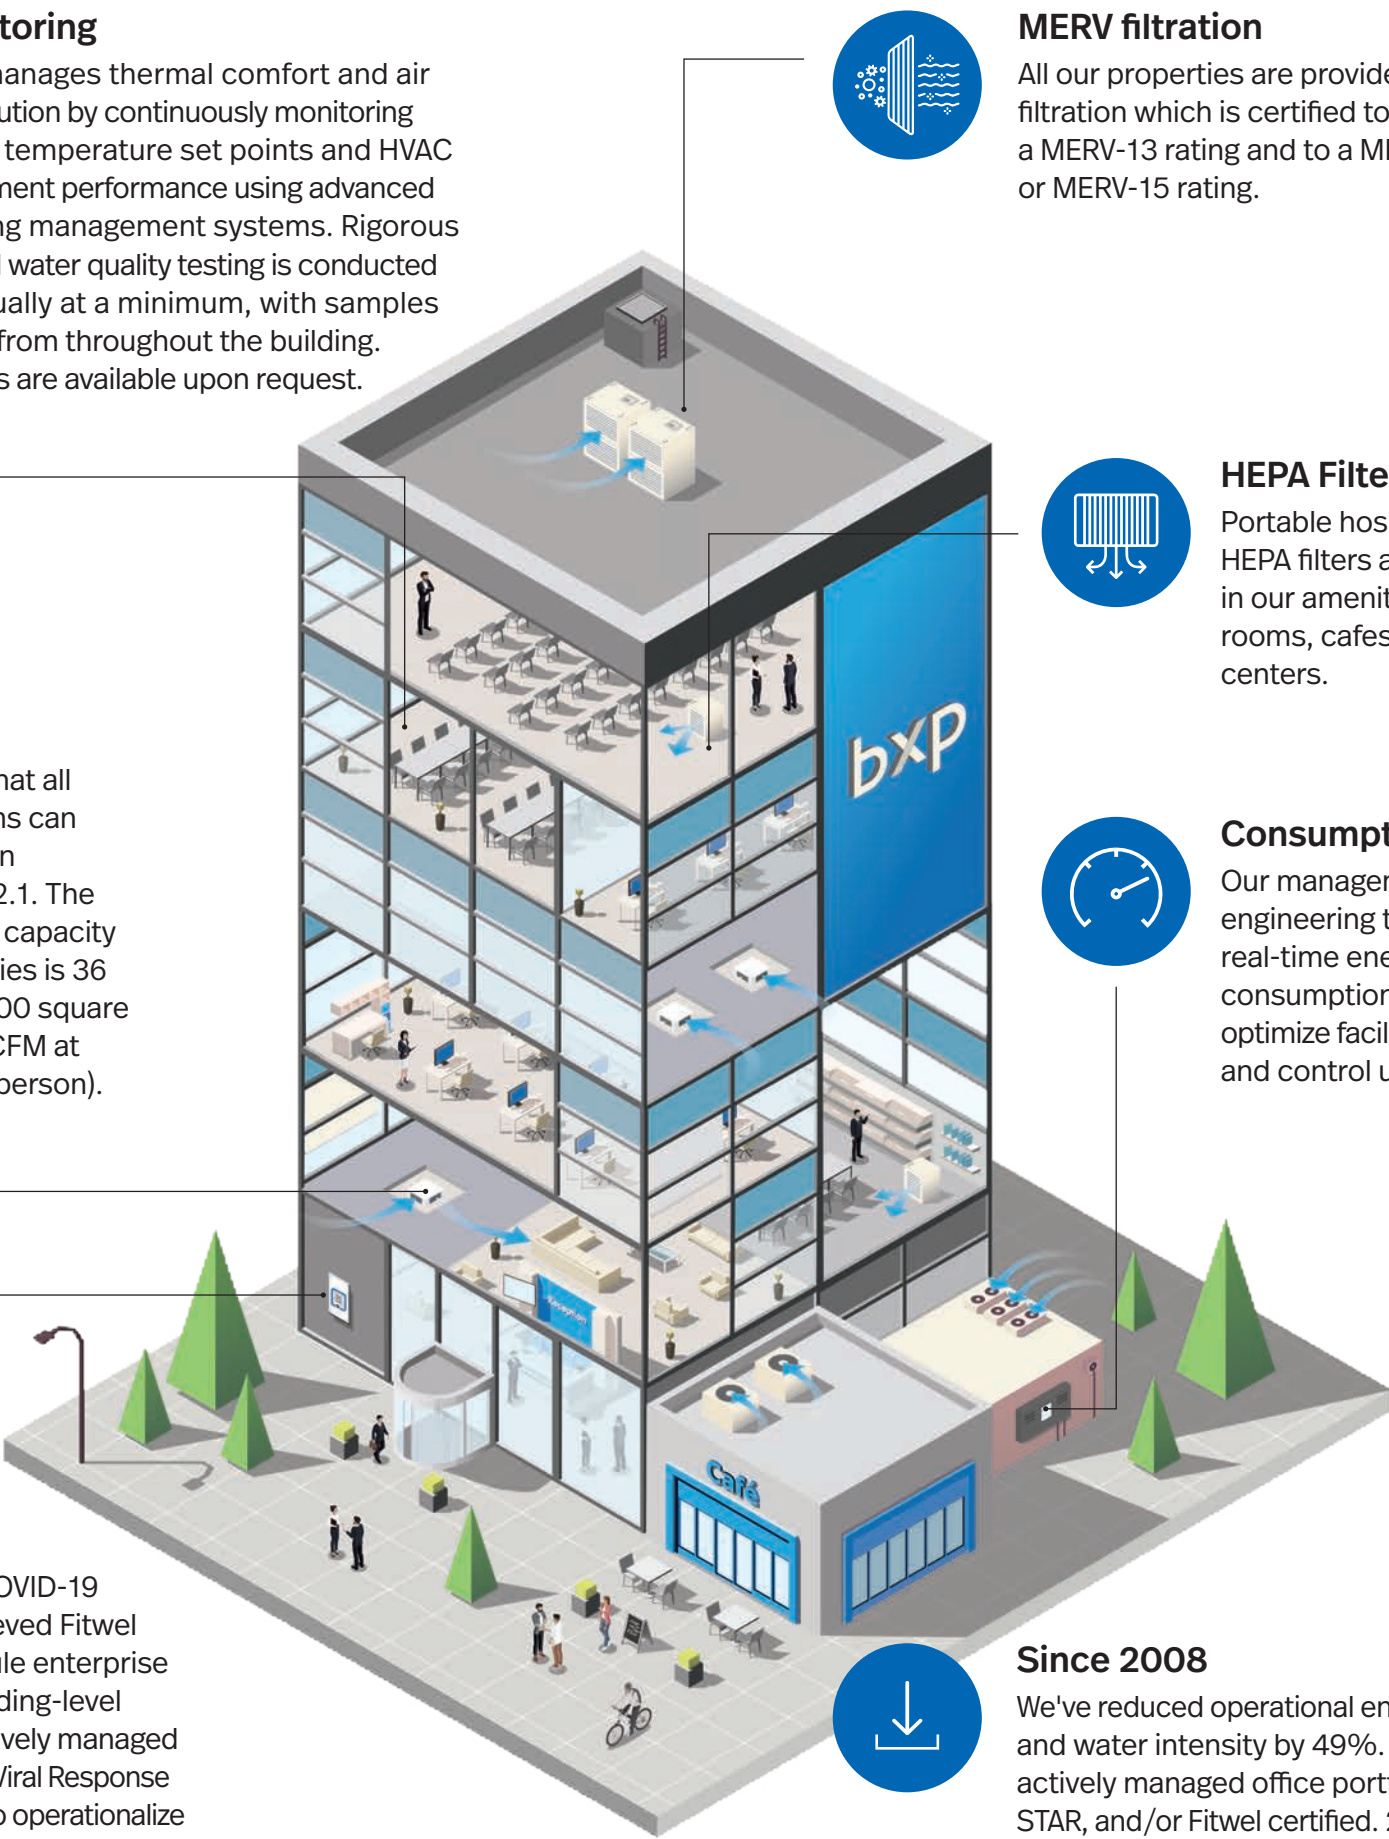 toring
nanages thermal comfort and air
ution by continuously monitoring
temperature set points and HVAC
ment performance using advanced
ng management systems. Rigorous
l water quality testing is conducted
ually at a minimum, with samples
from throughout the building.
s are available upon request.
MERV filtration
All our properties are provide
filtration which is certified to
a MERV-13 rating and to a ME
or MERV-15 rating.
HEPA Filte
Portable hos
HEPA filters a
in our amenit
rooms, cafes
centers.
bxp
hat all
ns can
n
2.1. The
capacity
ies is 36
00 square
CFM at
person).
Consumpt
Our manager
engineering t
real-time ene
consumption
optimize facil
and control u
Reception
Café
OVID-19
eved Fitwel
ule enterprise
ding-level
vely managed
Viral Response
o operationalize
Since 2008
We've reduced operational en
and water intensity by 49%.
actively managed office portf
STAR, and/or Fitwel certified. 2